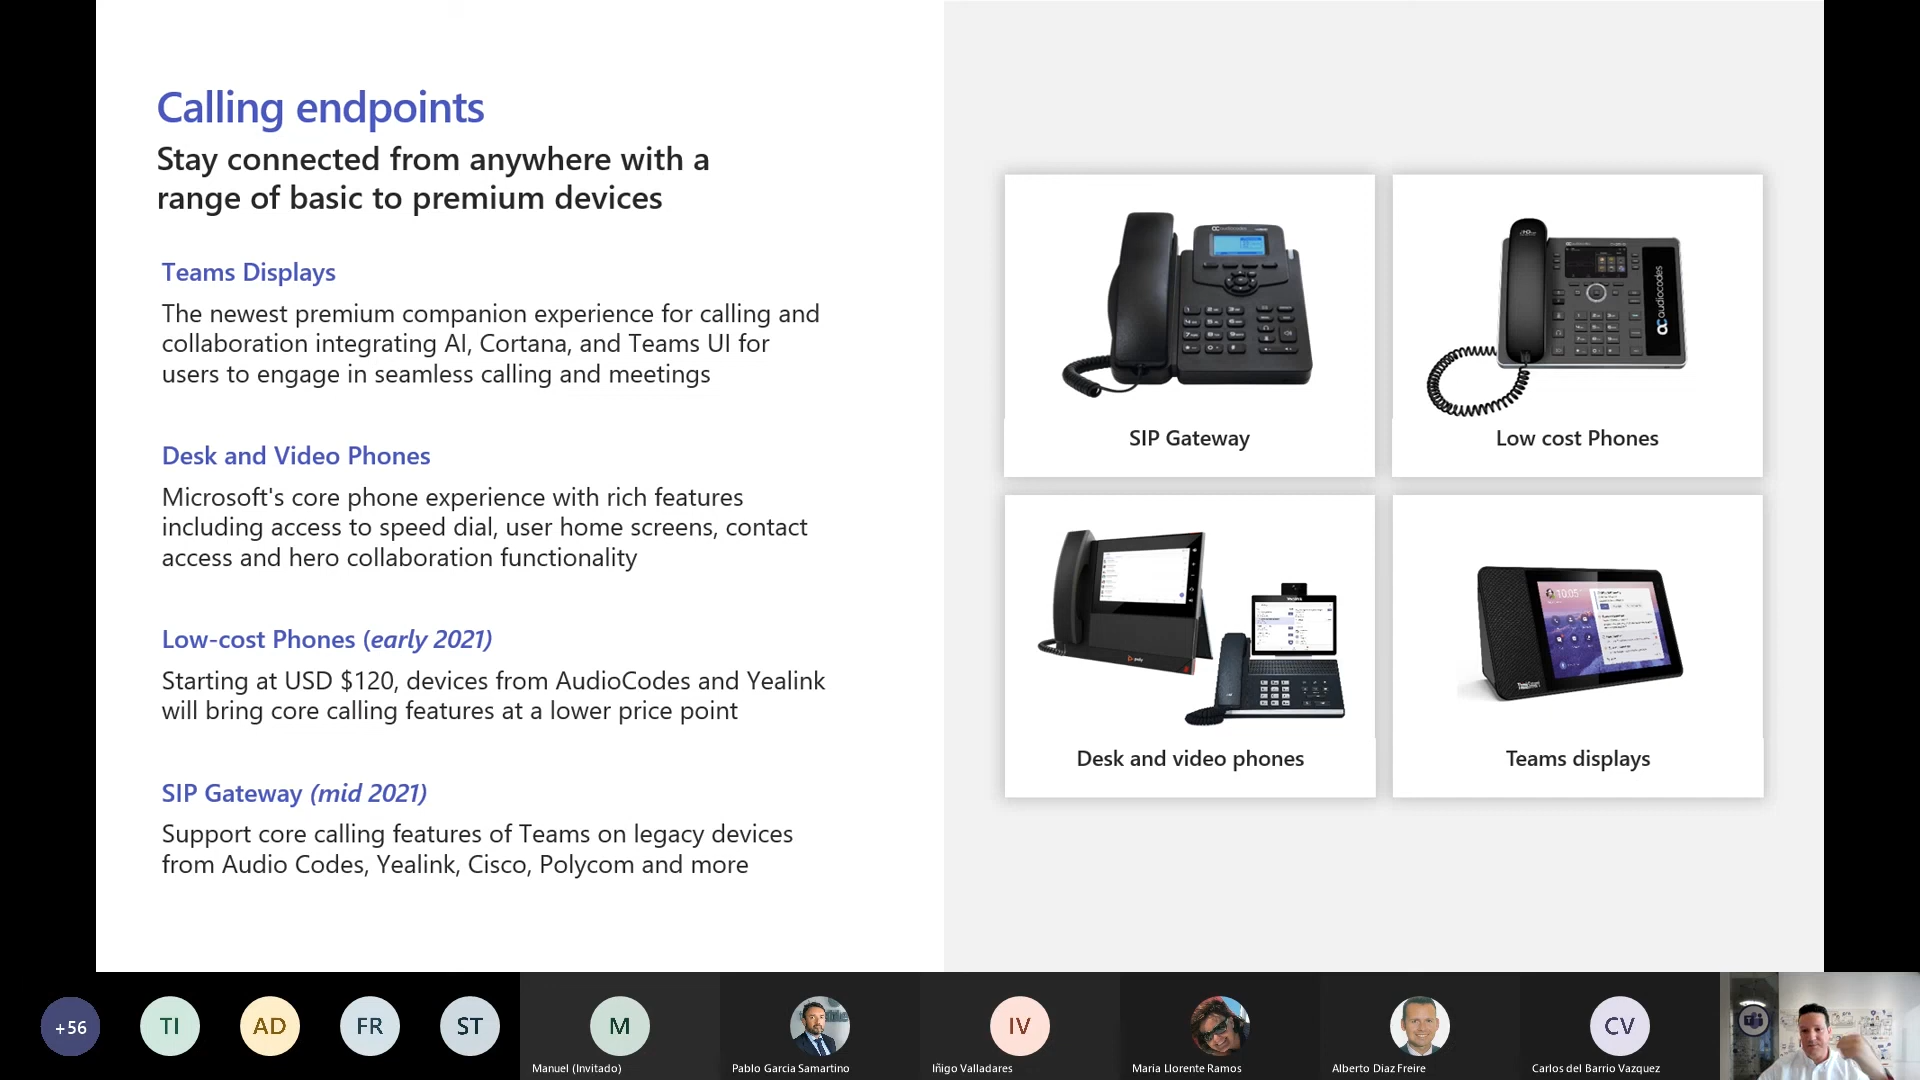 Calling endpoints
Stay connected from anywhere with a
range of basic to premium devices
Teams Displays
The newest premium companion experience for calling and
collaboration integrating AI, Cortana, and Teams UI for
users to engage in seamless calling and meetings
Desk and Video Phones
Microsoft's core phone experience with rich features
including access to speed dial, user home screens, contact
access and hero collaboration functionality
Low-cost Phones (early 2021)
Starting at USD $120, devices from AudioCodes and Yealink
will bring core calling features at a lower price point
SIP Gateway (mid 2021)
Support core calling features of Teams on legacy devices
from Audio Codes, Yealink, Cisco, Polycom and more
audiocodes
SIP Gateway
audiocodes
Low cost Phones
poly
Desk and video phones
10:05
Teams displays
+56
TI
AD
FR
ST
M
IV
CV
Manuel (Invitado)
Pablo Garcia Samartino
Iñigo Valladares
Maria Llorente Ramos
Alberto Diaz Freire
Carlos del Barrio Vazquez